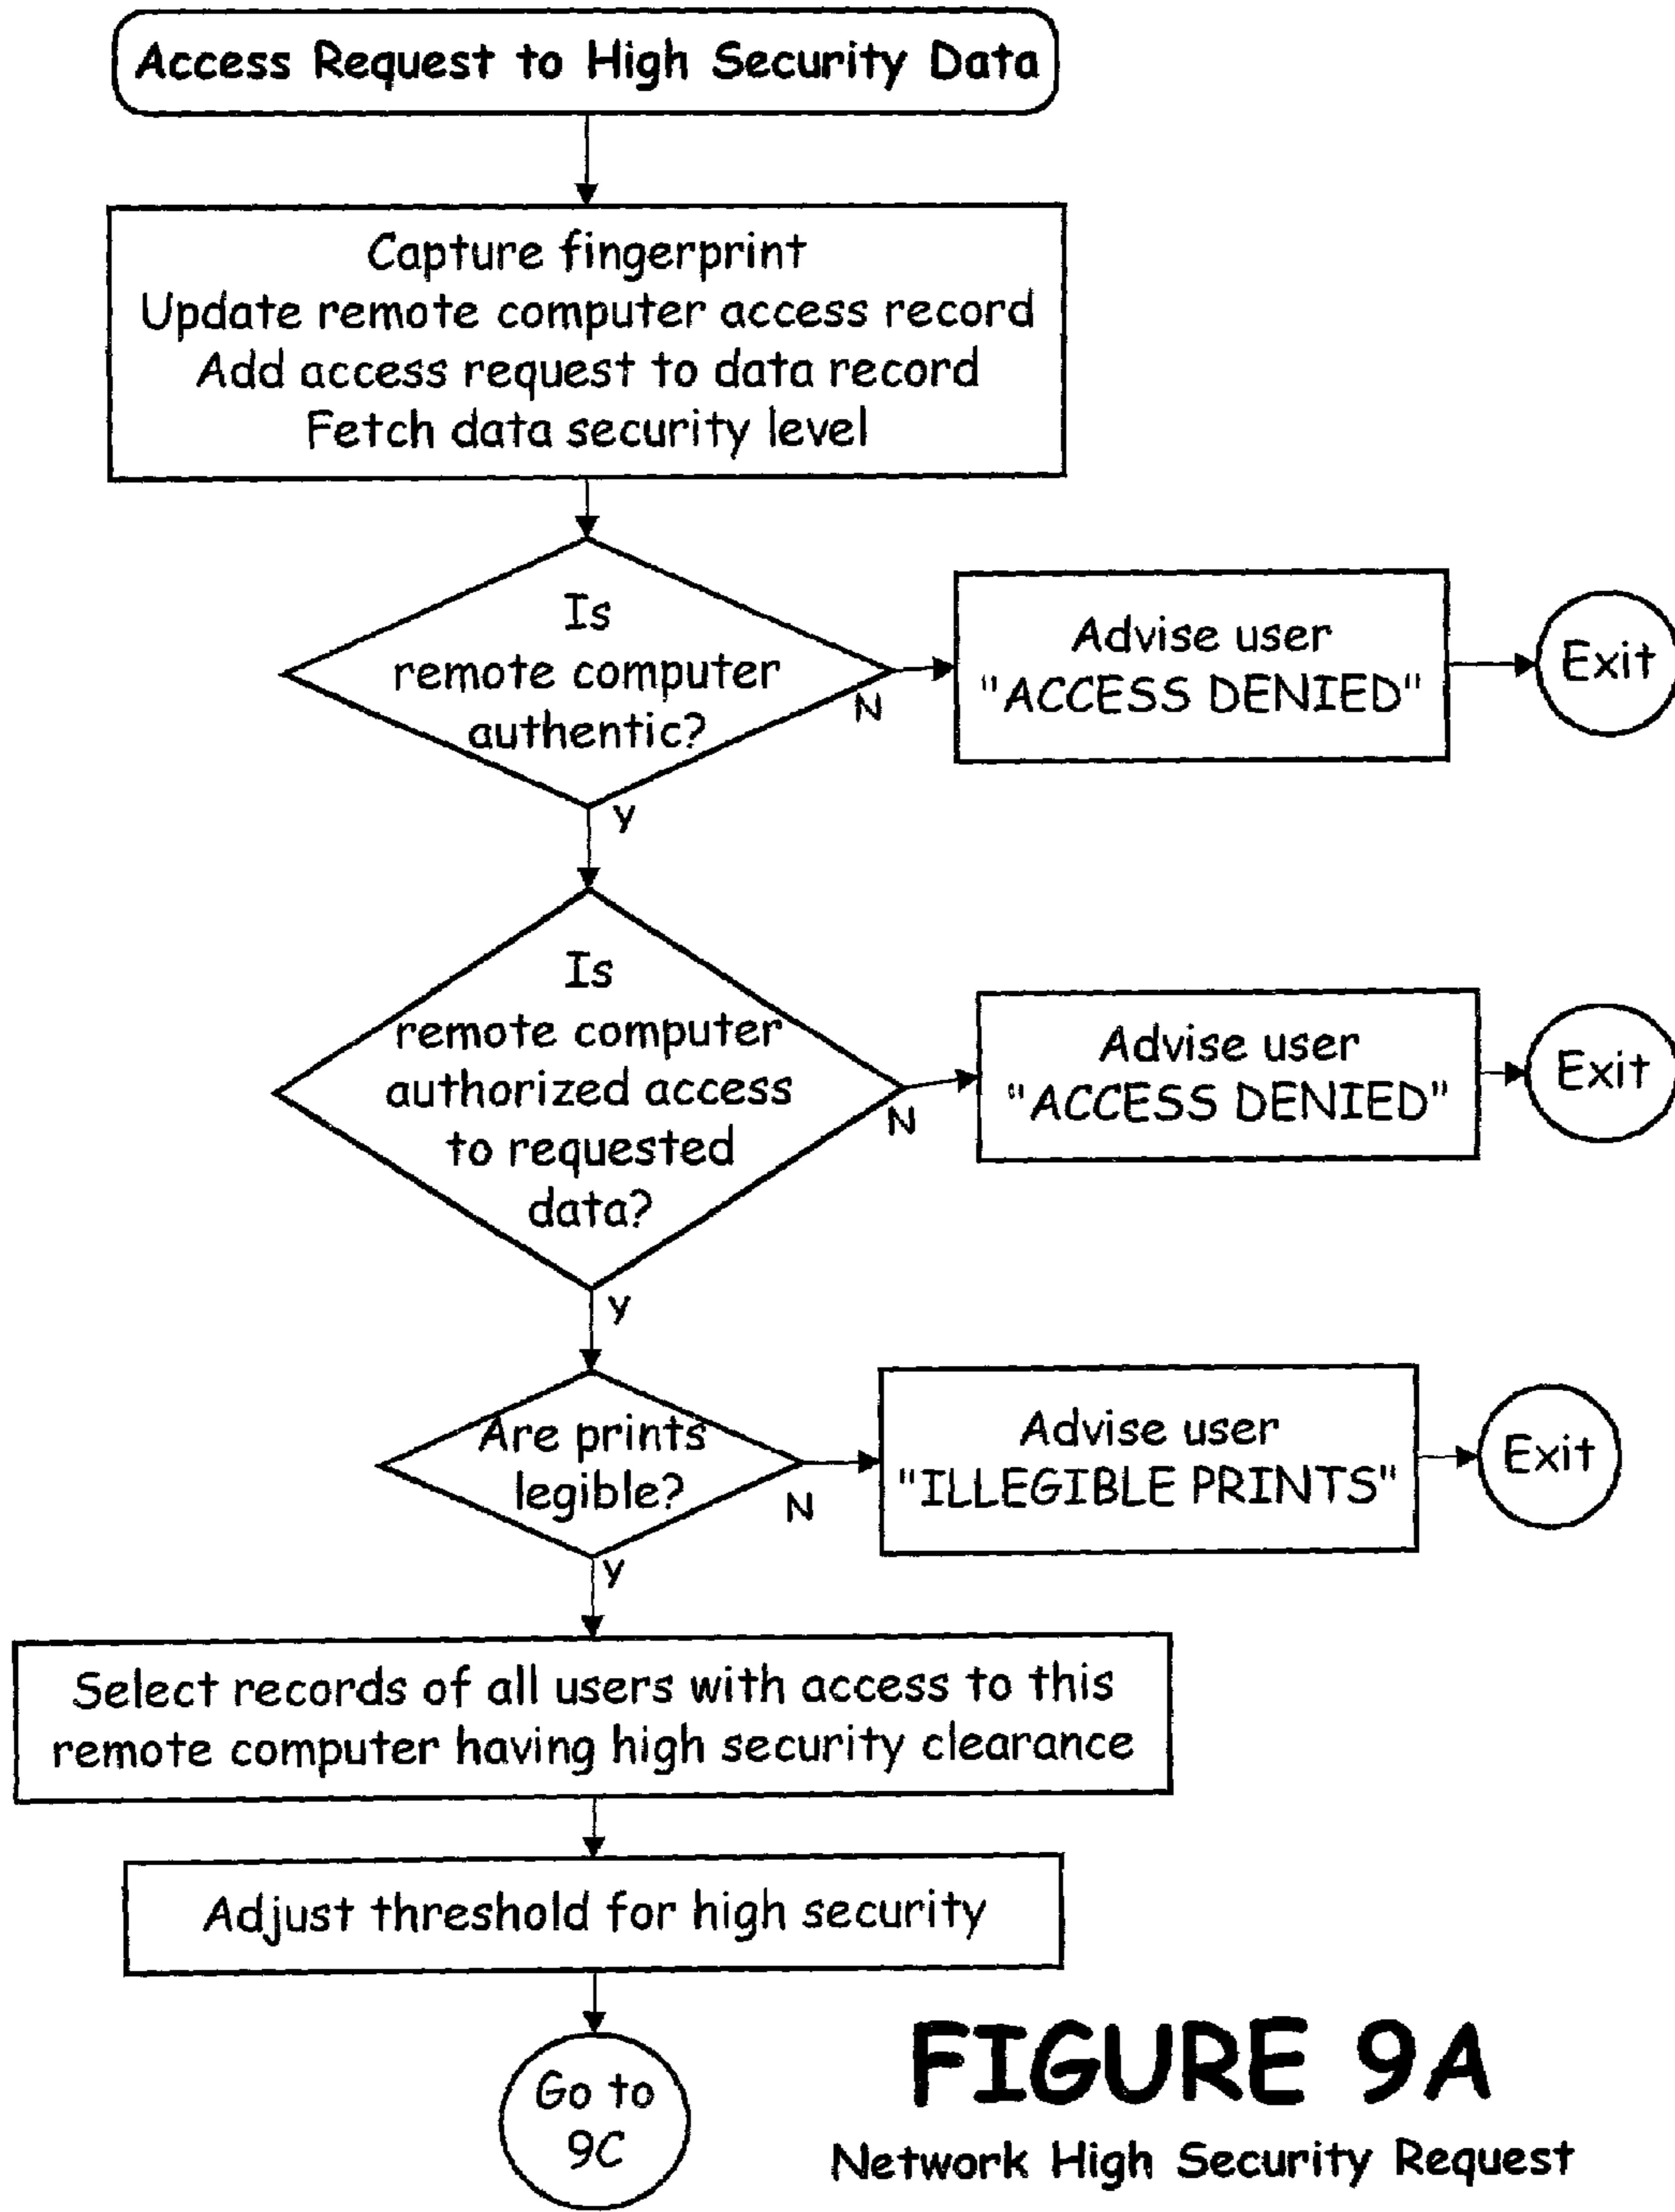 Access Request to High Security Data
Capture fingerprint
Update remote computer access record
Add access request to data record
Fetch data security level
Is
remote computer
authentic?
N
Advise user
"ACCESS DENIED"
Exit
y
Is
remote computer
authorized access
to requested
data?
N
Advise user
"ACCESS DENIED"
Exit
y
Are prints
legible?
N
Advise user
"ILLEGIBLE PRINTS"
Exit
y
Select records of all users with access to this
remote computer having high security clearance
Adjust threshold for high security
Go to
9C
FIGURE 9A
Network High Security Request